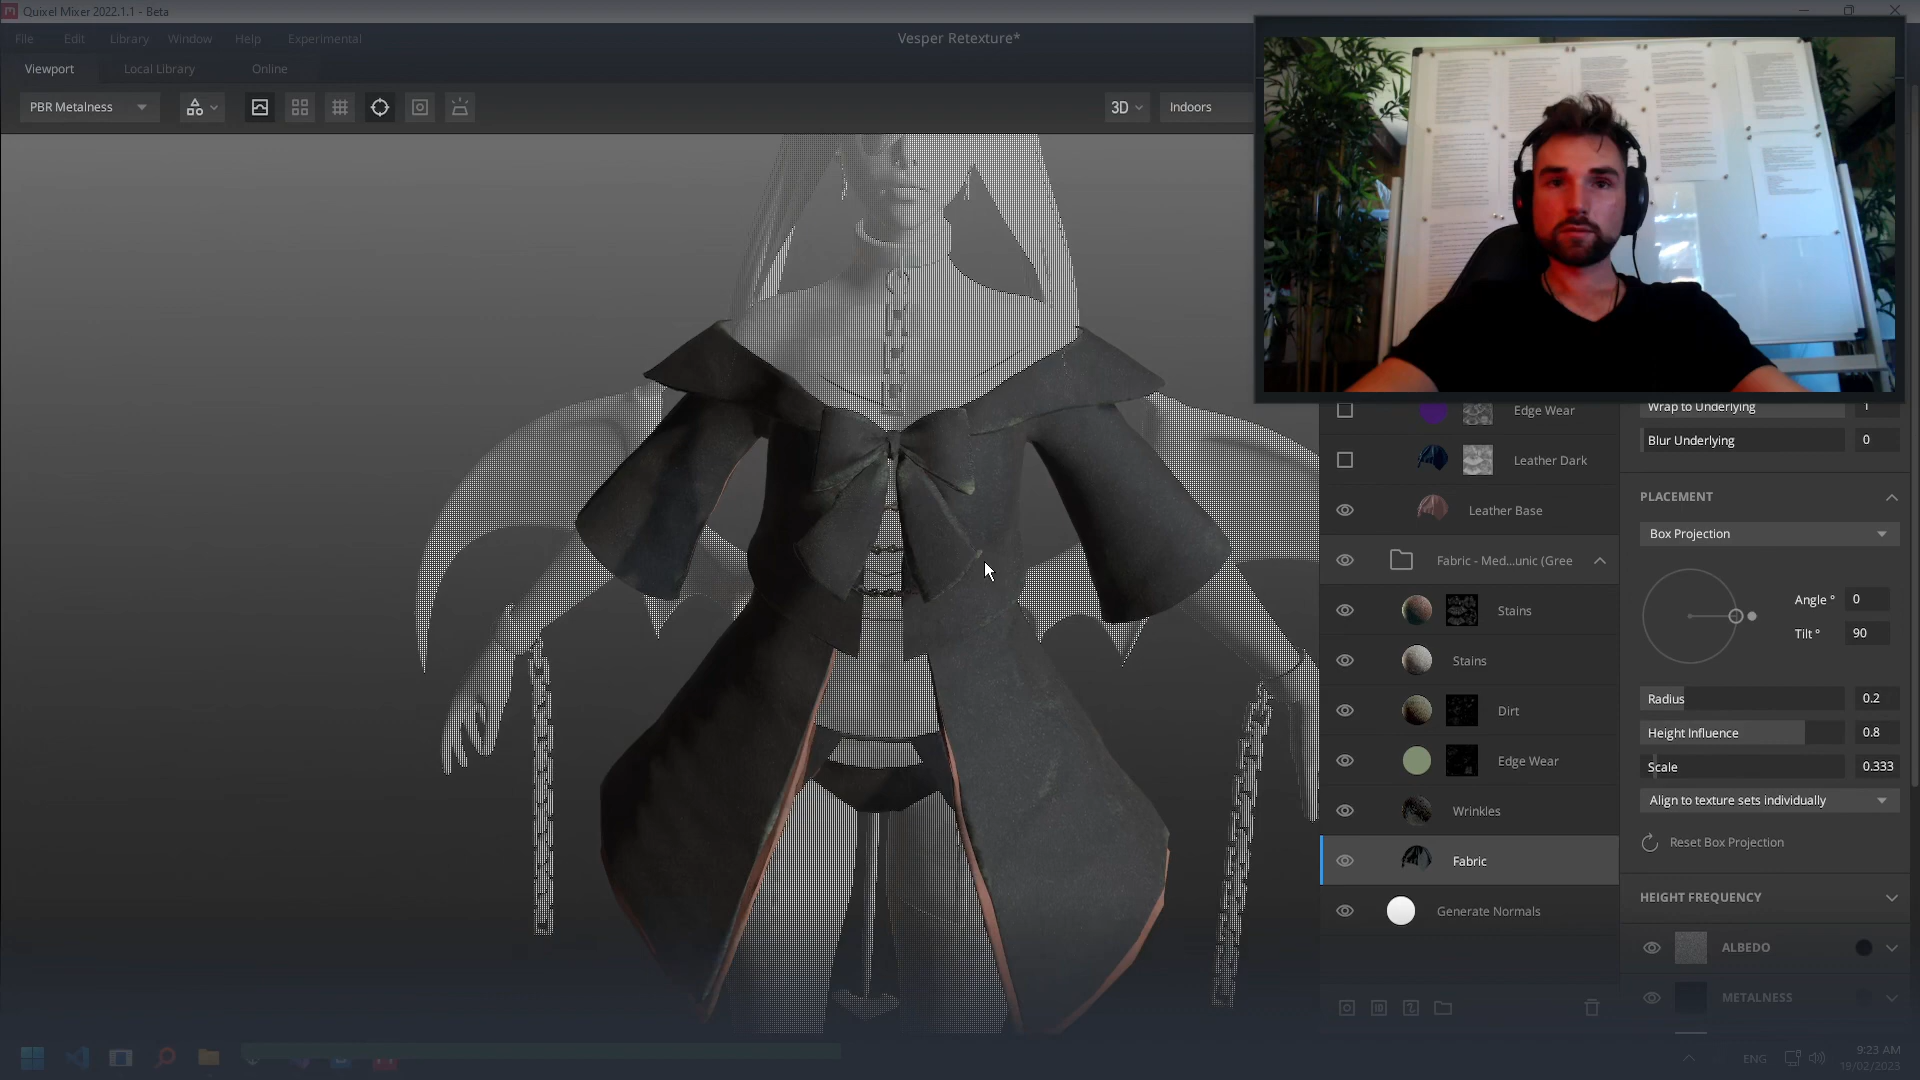 Quixel Mixer 2022.1.1 - Beta
File Edit Library Window Help Experimental
Vesper Retexture*
Viewport Local Library Online
PBR Metalness
3D
Indoors
Edge Wear
Leather Dark
Leather Base
Fabric - Med...unic (Gree
Stains
Stains
Dirt
Edge Wear
Wrinkles
Fabric
Generate Normals
Wrap to Underlying 1
Blur Underlying 0
PLACEMENT
Box Projection
Angle ° 0
Tilt ° 90
Radius 0.2
Height Influence 0.8
Scale 0.333
Align to texture sets individually
Reset Box Projection
HEIGHT FREQUENCY
ALBEDO
METALNESS
ENG
9:23 AM
19/02/2023